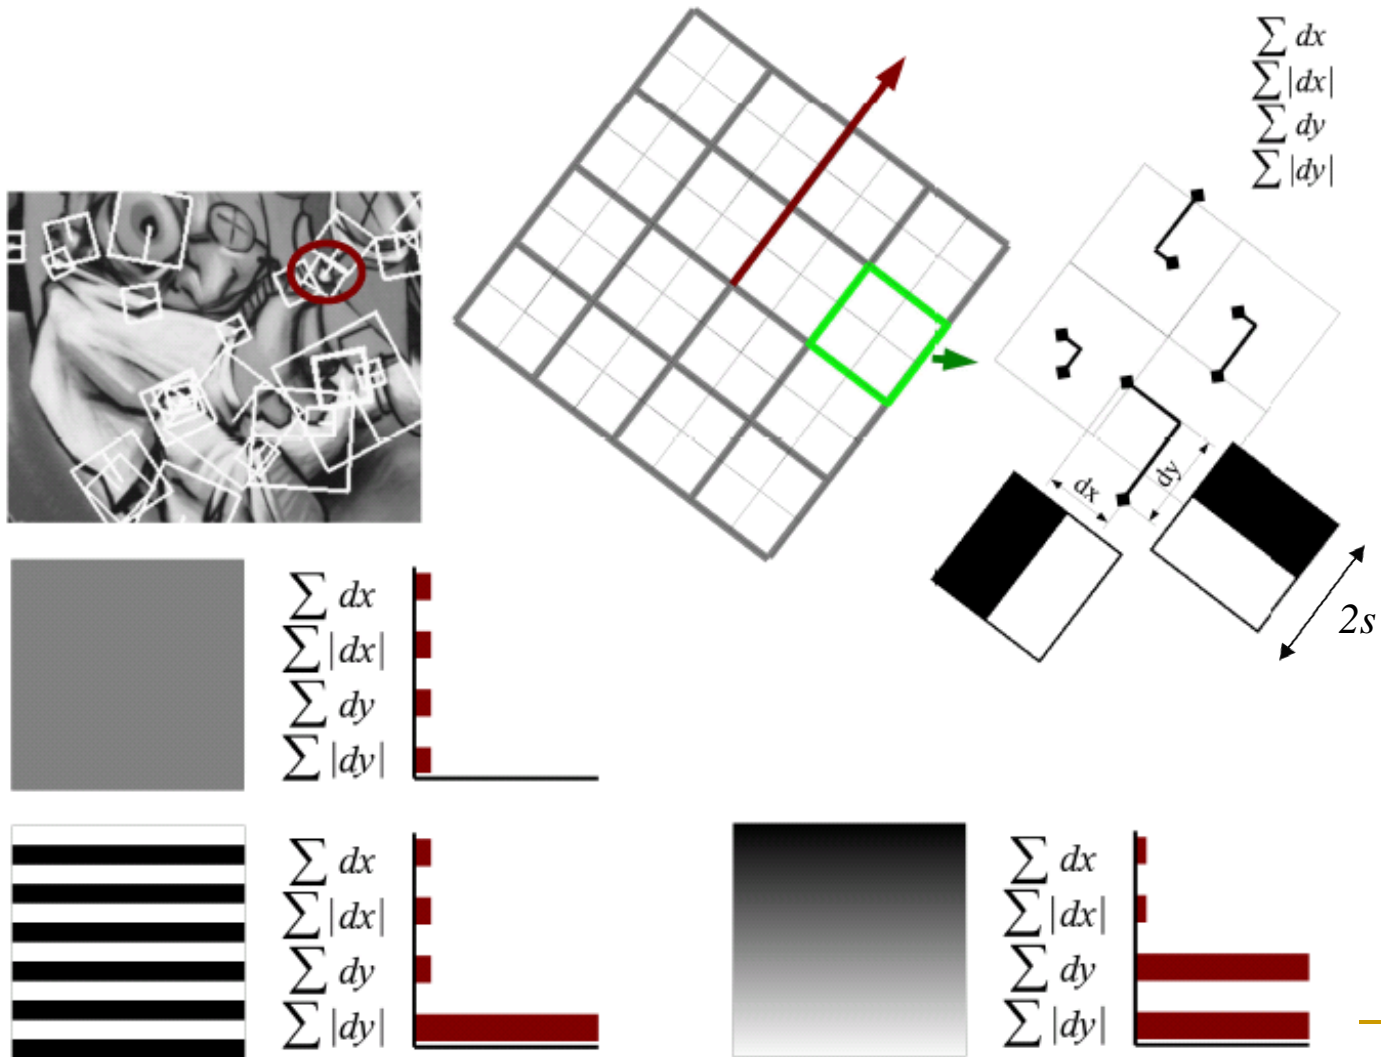 ∑ dx
∑ |dx|
∑ dy
∑ |dy|
dx
dy
2s
∑ dx
∑ |dx|
∑ dy
∑ |dy|
∑ dx
∑ |dx|
∑ dy
∑ |dy|
∑ dx
∑ |dx|
∑ dy
∑ |dy|